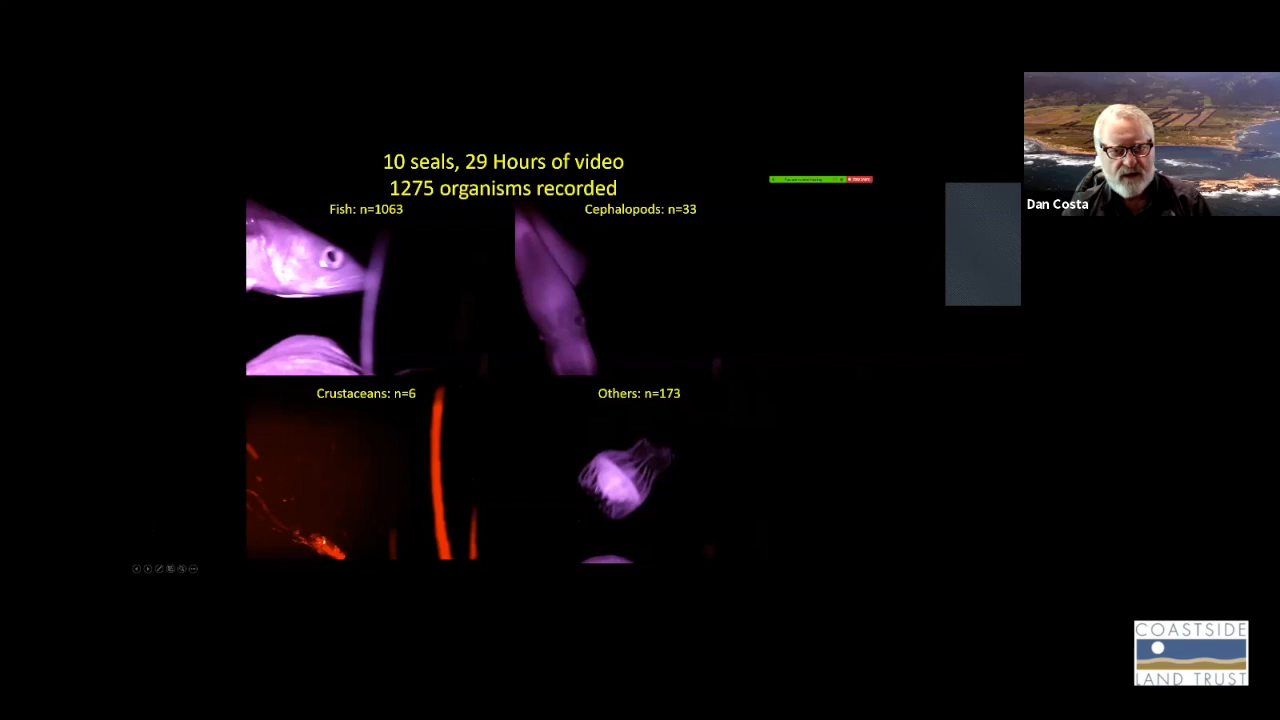 10 seals, 29 Hours of video
1275 organisms recorded
Fish: n=1063
Cephalopods: n=33
Crustaceans: n=6
Others: n=173
Dan Costa
COASTSIDE
LAND TRUST